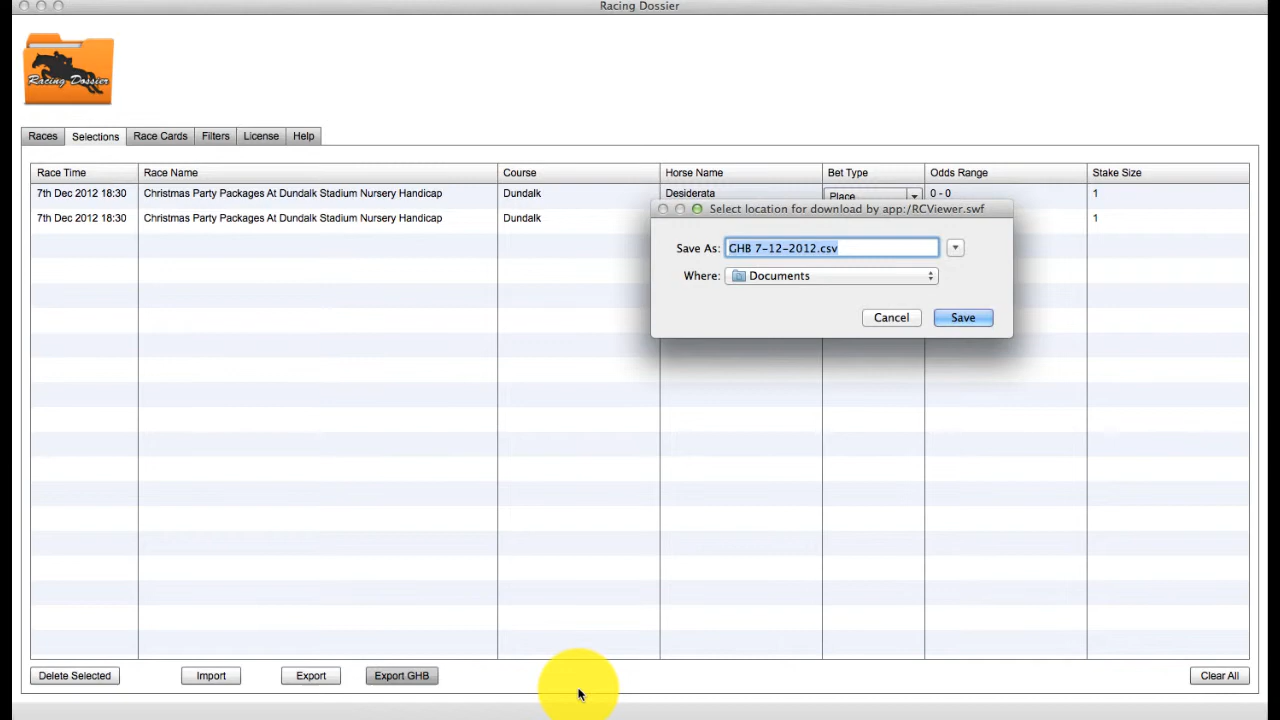 Racing Dossier
Racing Dossier
Races Selections Race Cards Filters License Help
Race Time Race Name Course Horse Name Bet Type Odds Range Stake Size
7th Dec 2012 18:30 Christmas Party Packages At Dundalk Stadium Nursery Handicap Dundalk Desiderata Place 0 - 0 1
7th Dec 2012 18:30 Christmas Party Packages At Dundalk Stadium Nursery Handicap Dundalk 1
Select location for download by app:/RCViewer.swf
Save As: GHB 7-12-2012.csv
Where: Documents
Cancel Save
Delete Selected Import Export Export GHB Clear All